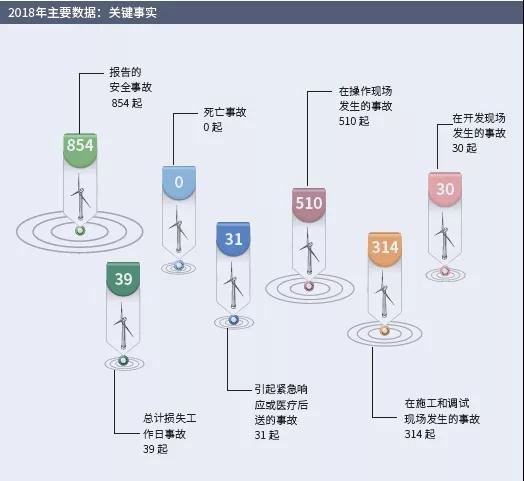 2018年主要数据：关键事实
报告的
安全事故
854 起
854
死亡事故
0 起
0
在操作现场
发生的事故
510 起
510
在开发现场
发生的事故
30 起
30
31
314
39
总计损失工
作日事故
39 起
引起紧急响
应或医疗后
送的事故
31 起
在施工和调试
现场发生的事故
314 起